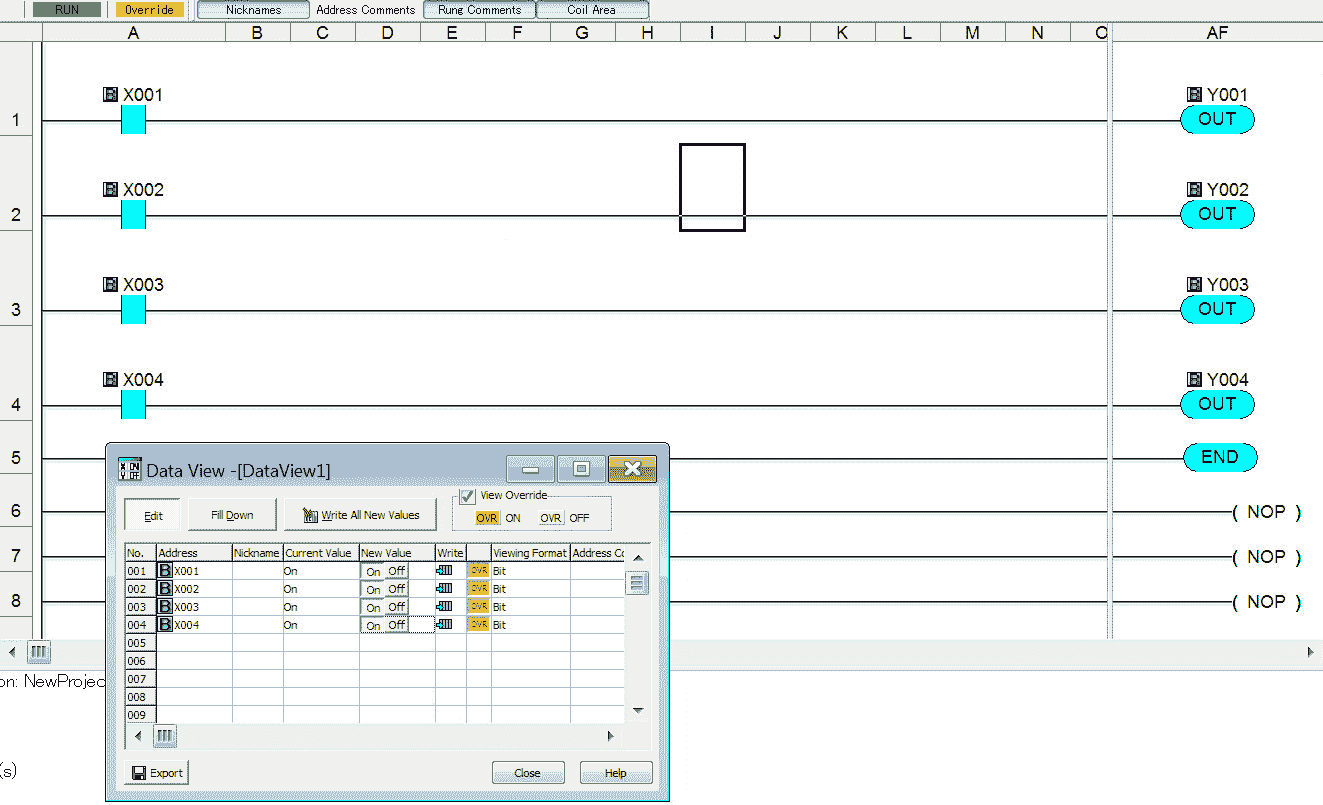 RUN Override Nicknames Address Comments Rung Comments Coil Area
A B C D E F G H I J K L M N O AF
X001 Y001
1 OUT
X002 Y002
2 OUT
X003 Y003
3 OUT
X004 Y004
4 OUT
5 END
6 ( NOP )
7 ( NOP )
8 ( NOP )
Data View -[DataView1]
Edit Fill Down Write All New Values View Override
OVR ON OVR OFF
No. Address Nickname Current Value New Value Write Viewing Format Address Co
001 B X001 On On Off OVR Bit
002 B X002 On On Off OVR Bit
003 B X003 On On Off OVR Bit
004 B X004 On On Off OVR Bit
005
006
007
008
009
Export Close Help
on: NewProjec
(s)